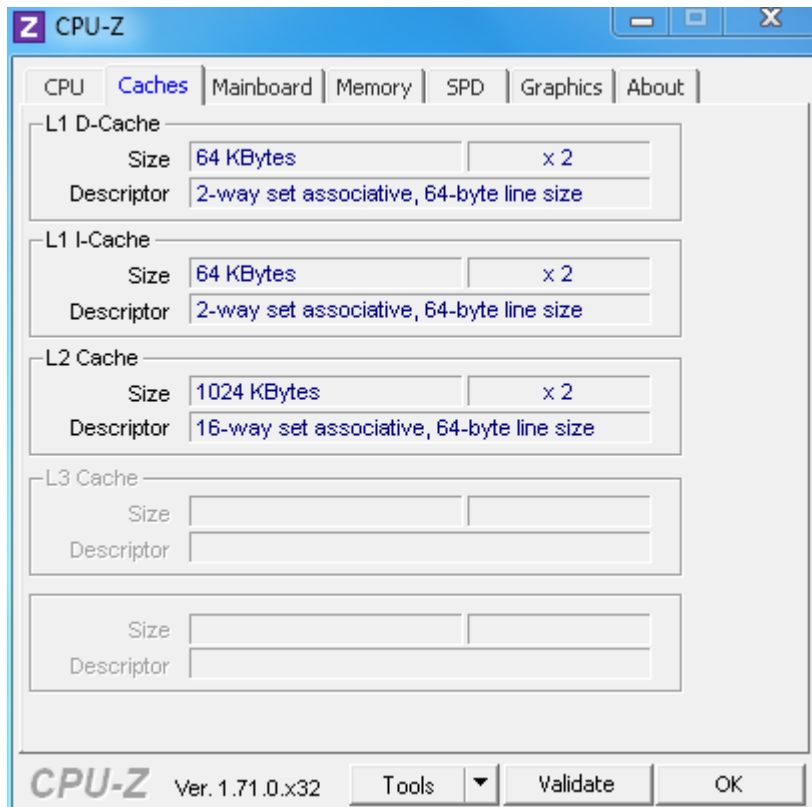 Z CPU-Z
CPU Caches Mainboard Memory SPD Graphics About
L1 D-Cache
Size 64 KBytes x 2
Descriptor 2-way set associative, 64-byte line size
L1 I-Cache
Size 64 KBytes x 2
Descriptor 2-way set associative, 64-byte line size
L2 Cache
Size 1024 KBytes x 2
Descriptor 16-way set associative, 64-byte line size
L3 Cache
Size
Descriptor
Size
Descriptor
CPU-Z Ver. 1.71.0.x32 Tools Validate OK